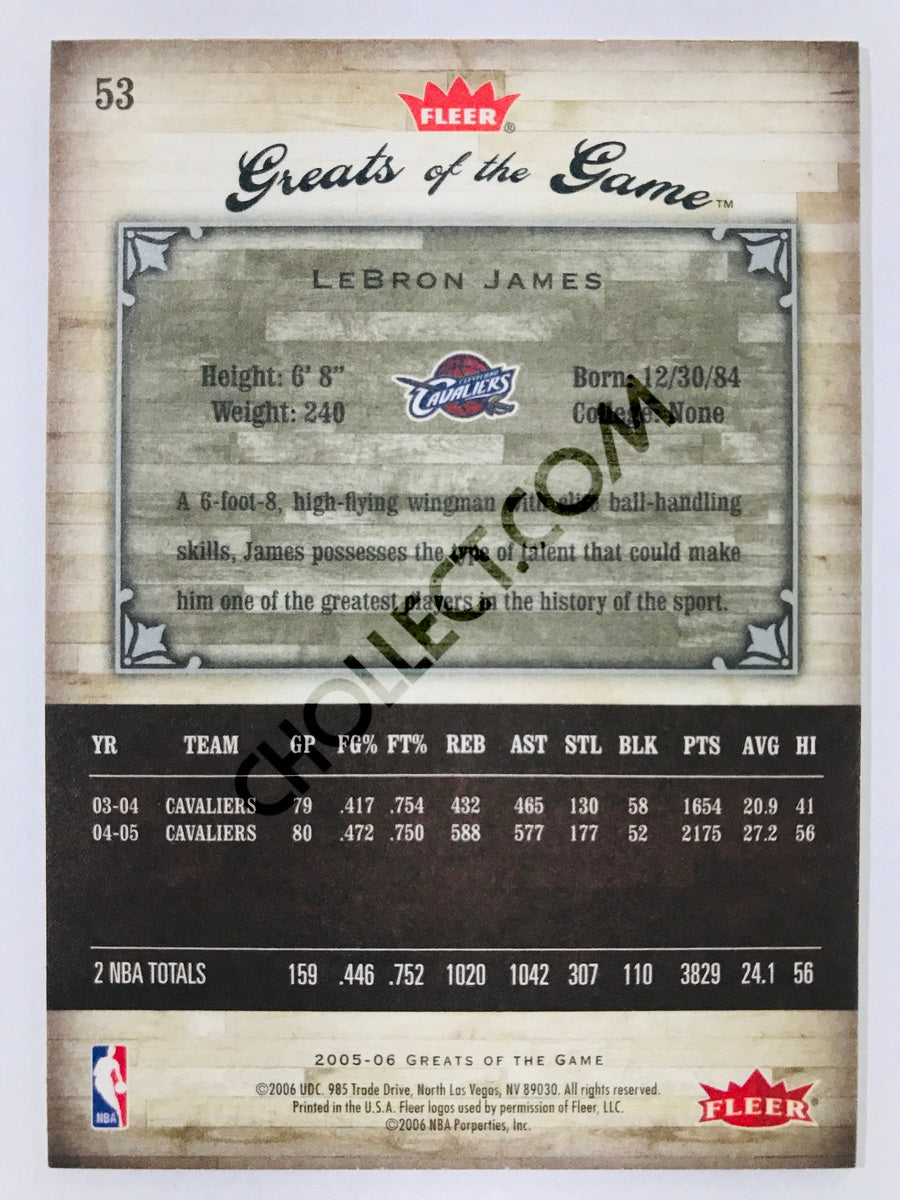 53
FLEER®
Greats of the Game™
LeBron James
Height: 6' 8"
Weight: 240
CLEVELAND
CAVALIERS
Born: 12/30/84
College: None
A 6-foot-8, high-flying wingman with elite ball-handling
skills, James possesses the type of talent that could make
him one of the greatest players in the history of the sport.
CHOLLECT.COM
YR TEAM GP FG% FT% REB AST STL BLK PTS AVG HI
03-04 CAVALIERS 79 .417 .754 432 465 130 58 1654 20.9 41
04-05 CAVALIERS 80 .472 .750 588 577 177 52 2175 27.2 56
2 NBA TOTALS 159 .446 .752 1020 1042 307 110 3829 24.1 56
2005-06 Greats of the Game
©2006 UDC. 985 Trade Drive, North Las Vegas, NV 89030. All rights reserved.
Printed in the U.S.A. Fleer logos used by permission of Fleer, LLC.
©2006 NBA Porperties, Inc.
NBA
FLEER®